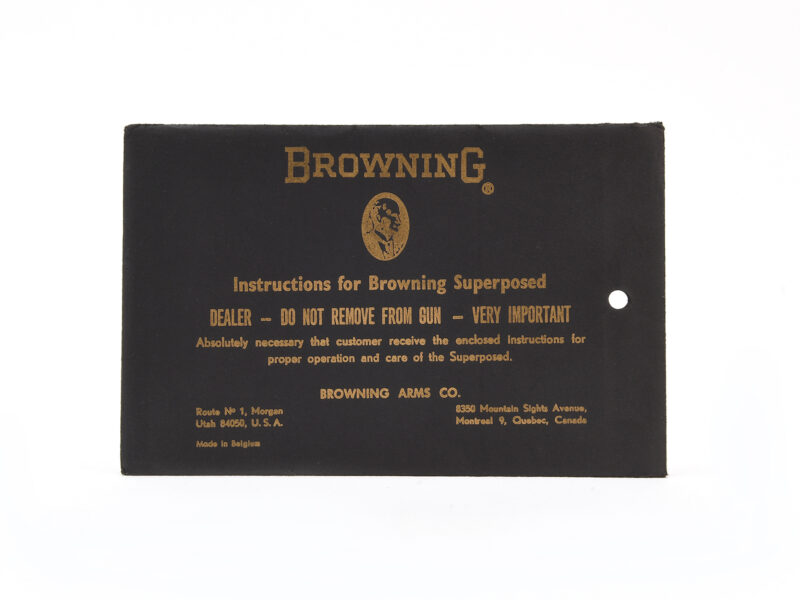 BROWNING®
Instructions for Browning Superposed
DEALER — DO NOT REMOVE FROM GUN — VERY IMPORTANT
Absolutely necessary that customer receive the enclosed instructions for
proper operation and care of the Superposed.
BROWNING ARMS CO.
Route Nº 1, Morgan
Utah 84050, U. S. A.
8350 Mountain Sights Avenue,
Montreal 9, Quebec, Canada
Made in Belgium